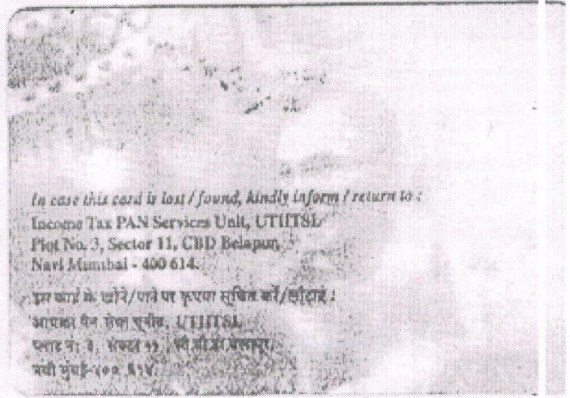 In case this card is lost / found, kindly inform / return to :
Income Tax PAN Services Unit, UTIITSL
Plot No. 3, Sector 11, CBD Belapur,
Navi Mumbai - 400 614.
इस कार्ड के खोने/पाने पर कृपया सूचित करें/लौटाएं :
आयकर पैन सेवा यूनीट, UTIITSL
प्लाट नं: ३, सेक्टर ११, सी.बी.डी.बेलापुर,
नवी मुंबई-४०० ६१४.